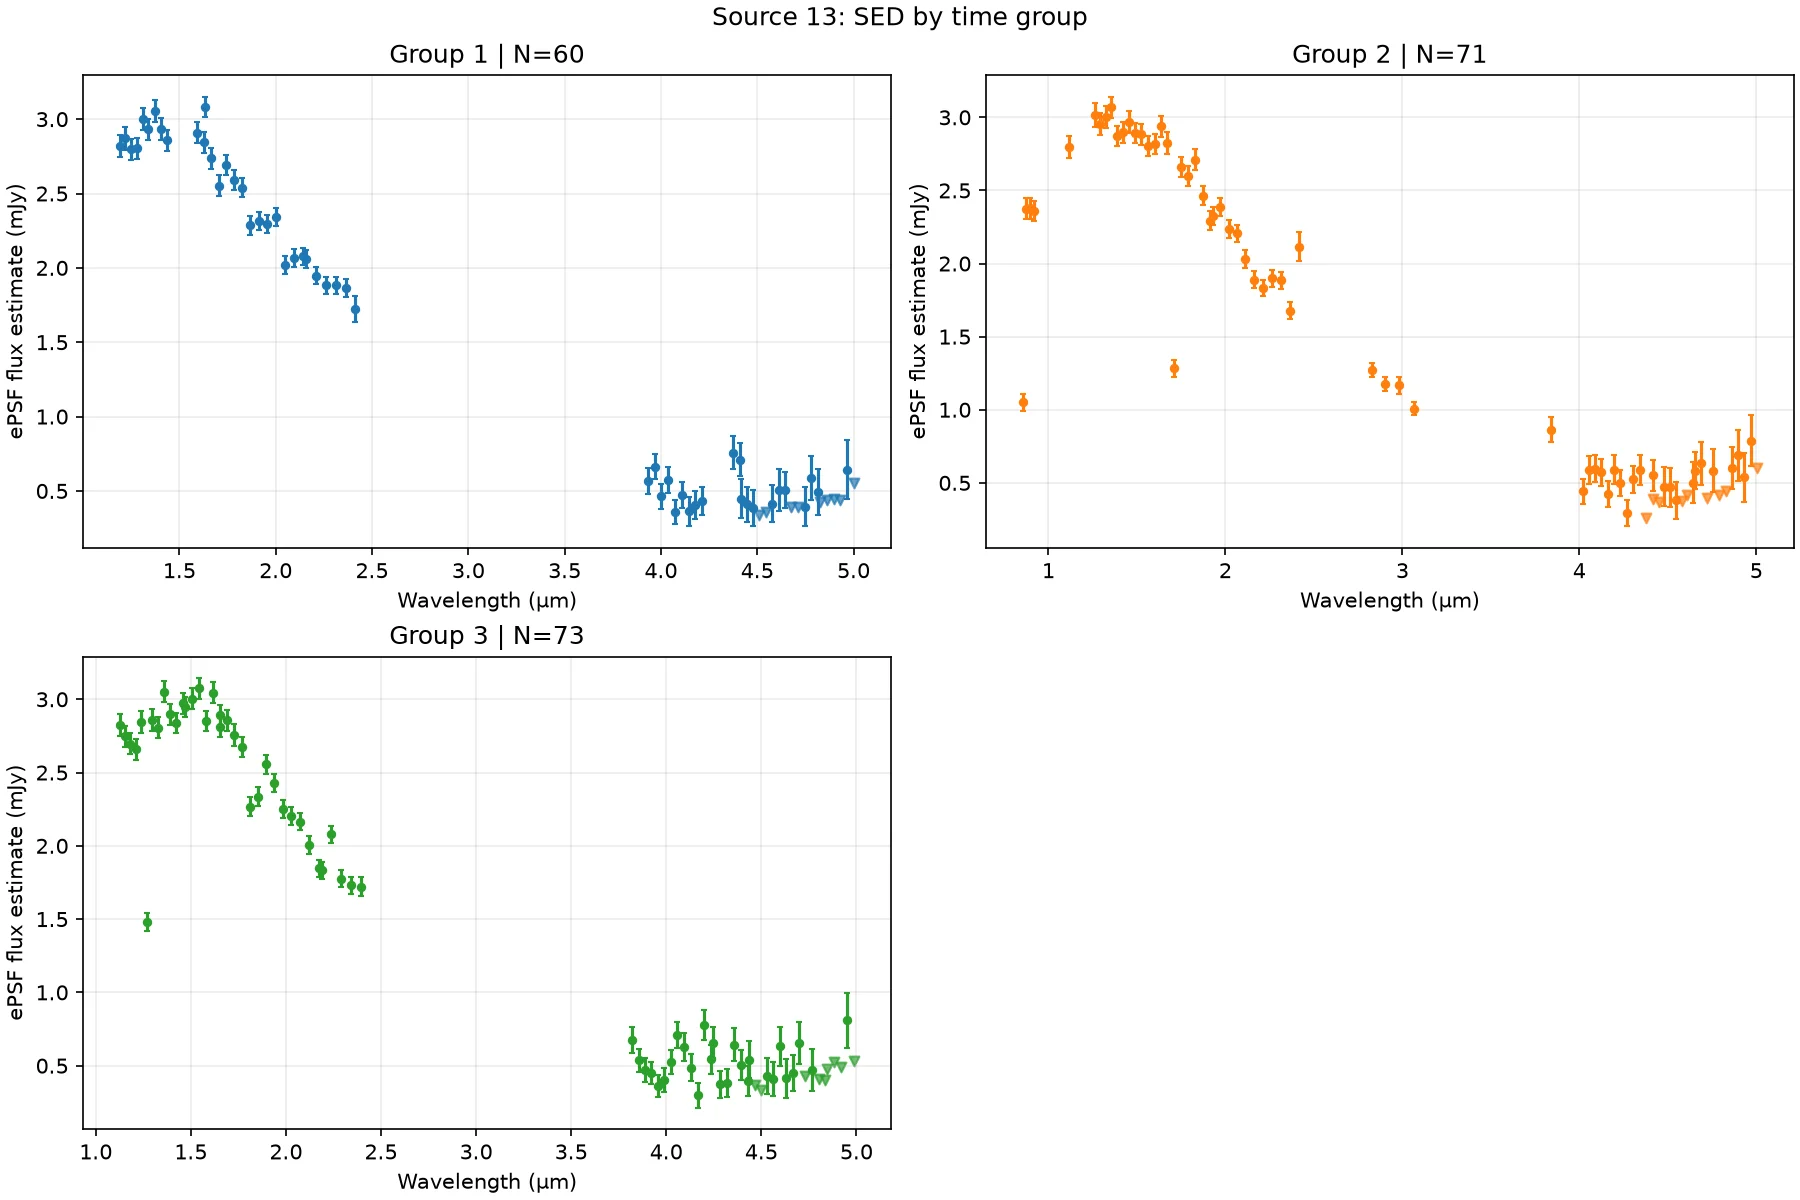 Source 13: SED by time group
Group 1 | N=60
ePSF flux estimate (mJy)
3.0
2.5
2.0
1.5
1.0
0.5
1.5 2.0 2.5 3.0 3.5 4.0 4.5 5.0
Wavelength (μm)
Group 2 | N=71
ePSF flux estimate (mJy)
3.0
2.5
2.0
1.5
1.0
0.5
1 2 3 4 5
Wavelength (μm)
Group 3 | N=73
ePSF flux estimate (mJy)
3.0
2.5
2.0
1.5
1.0
0.5
1.0 1.5 2.0 2.5 3.0 3.5 4.0 4.5 5.0
Wavelength (μm)